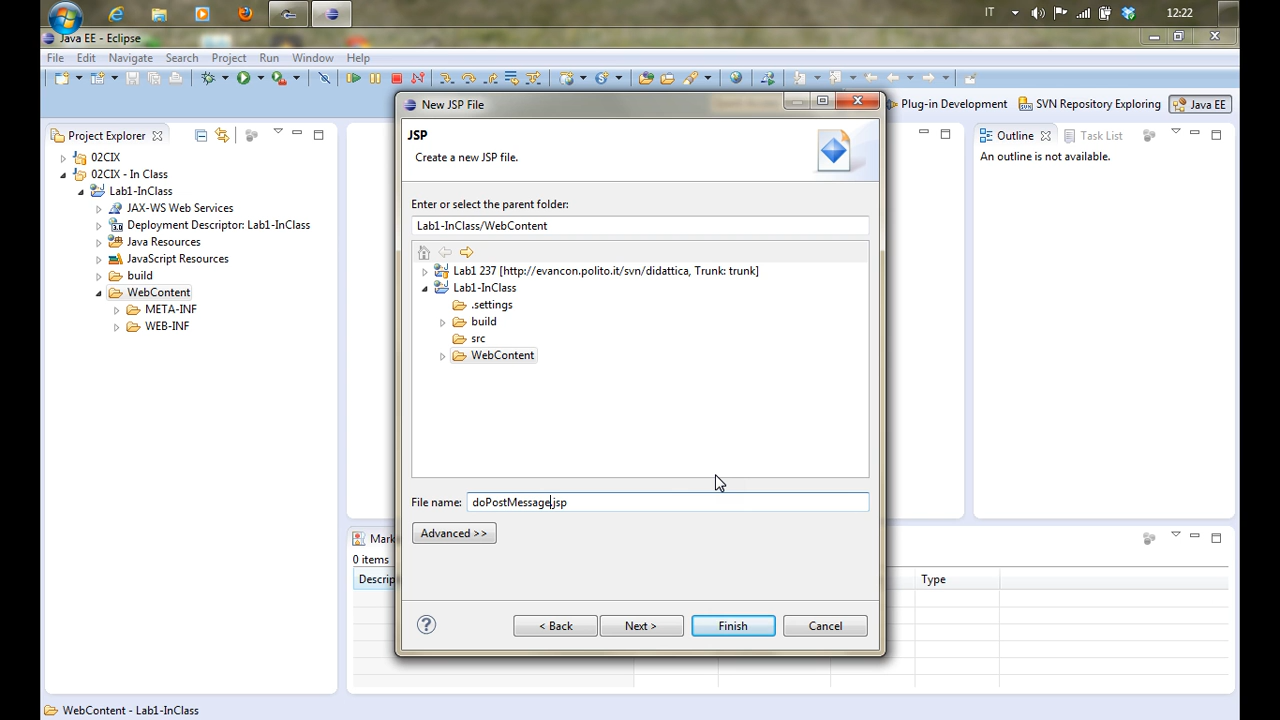 IT 12:22
Java EE - Eclipse
File Edit Navigate Search Project Run Window Help
Plug-in Development SVN Repository Exploring Java EE
Project Explorer
02CIX
02CIX - In Class
Lab1-InClass
JAX-WS Web Services
3.0 Deployment Descriptor: Lab1-InClass
Java Resources
JavaScript Resources
build
WebContent
META-INF
WEB-INF
New JSP File
JSP
Create a new JSP file.
Enter or select the parent folder:
Lab1-InClass/WebContent
Lab1 237 [http://evancon.polito.it/svn/didattica, Trunk: trunk]
Lab1-InClass
.settings
build
src
WebContent
File name: doPostMessage.jsp
Advanced >>
? < Back Next > Finish Cancel
Outline Task List
An outline is not available.
Mark
0 items
Descrip Type
WebContent - Lab1-InClass